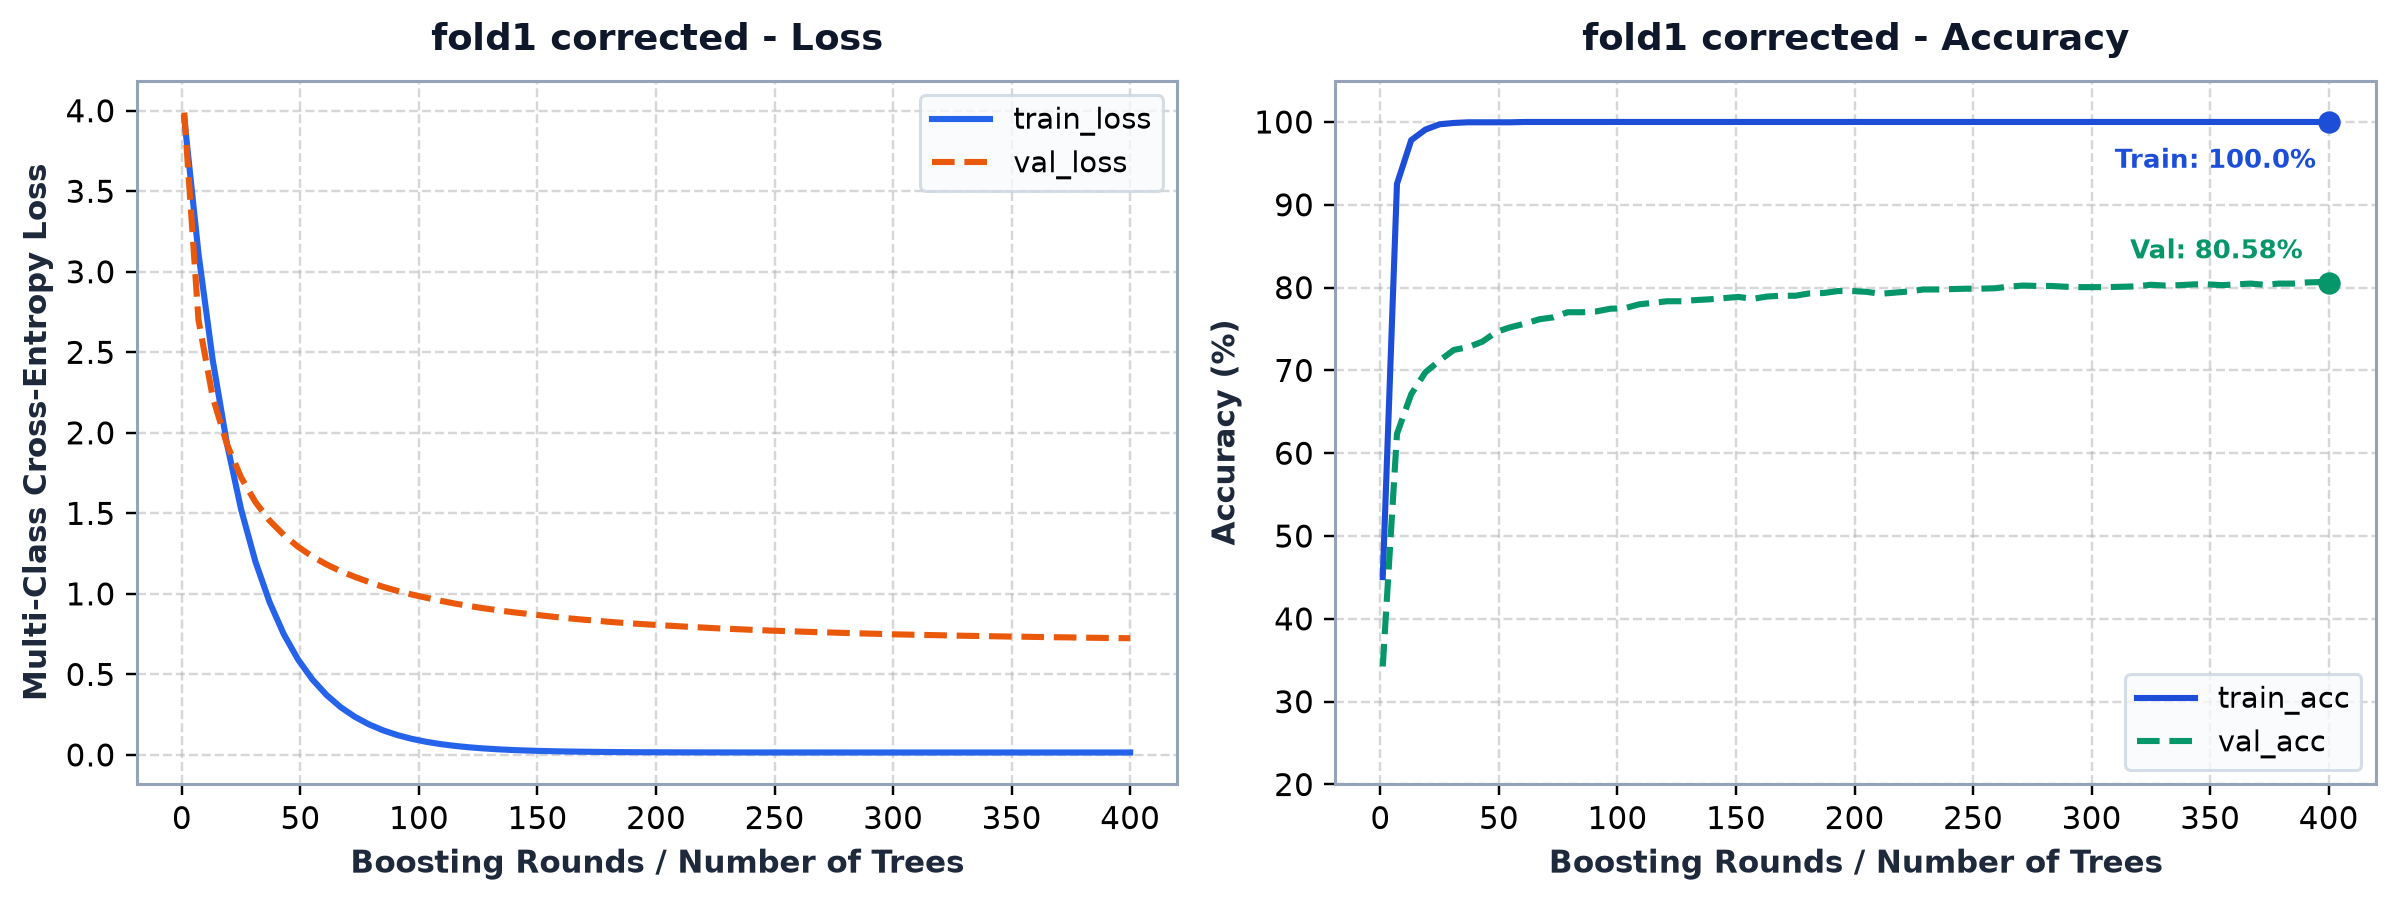 fold1 corrected - Loss
Multi-Class Cross-Entropy Loss
4.0
3.5
3.0
2.5
2.0
1.5
1.0
0.5
0.0
train_loss
val_loss
0 50 100 150 200 250 300 350 400
Boosting Rounds / Number of Trees
fold1 corrected - Accuracy
Accuracy (%)
100
90
80
70
60
50
40
30
20
Train: 100.0%
Val: 80.58%
train_acc
val_acc
0 50 100 150 200 250 300 350 400
Boosting Rounds / Number of Trees